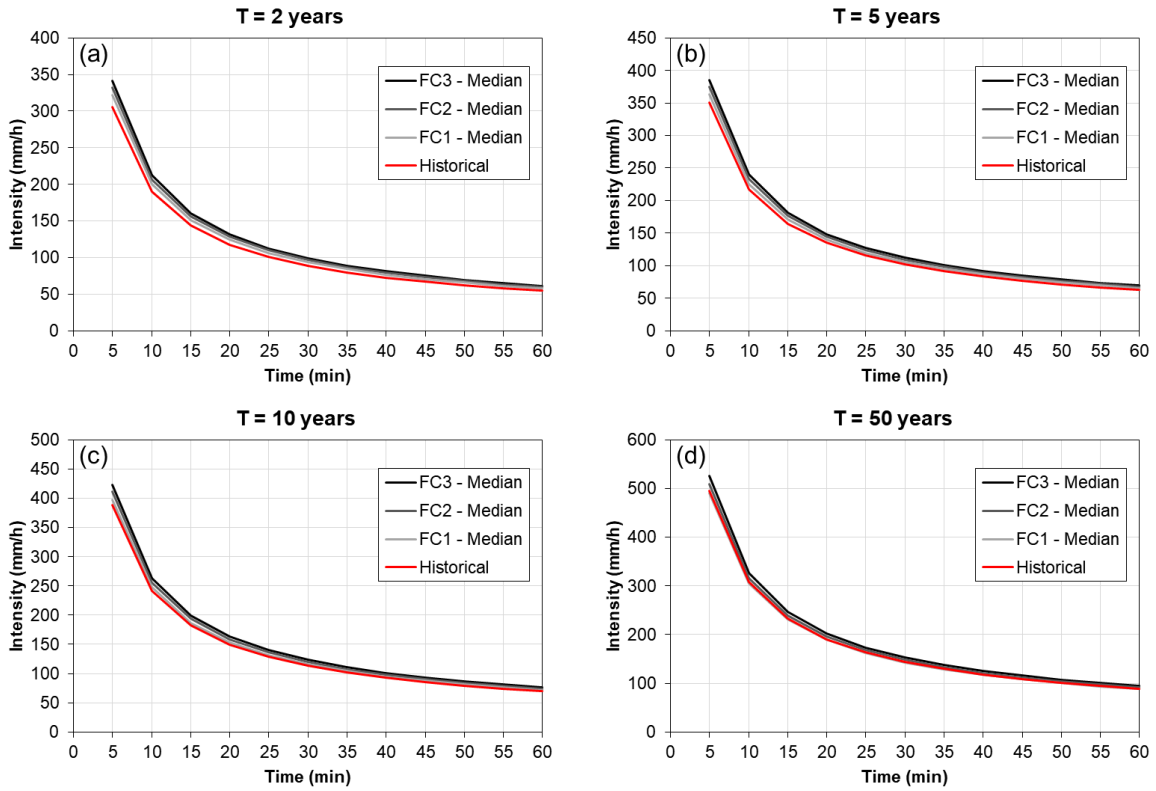 T = 2 years
(a)
400
350
300
250
200
150
100
50
0
Intensity (mm/h)
FC3 - Median
FC2 - Median
FC1 - Median
Historical
0 5 10 15 20 25 30 35 40 45 50 55 60
Time (min)
T = 5 years
(b)
450
400
350
300
250
200
150
100
50
0
Intensity (mm/h)
FC3 - Median
FC2 - Median
FC1 - Median
Historical
0 5 10 15 20 25 30 35 40 45 50 55 60
Time (min)
T = 10 years
(c)
500
450
400
350
300
250
200
150
100
50
0
Intensity (mm/h)
FC3 - Median
FC2 - Median
FC1 - Median
Historical
0 5 10 15 20 25 30 35 40 45 50 55 60
Time (min)
T = 50 years
(d)
600
500
400
300
200
100
0
Intensity (mm/h)
FC3 - Median
FC2 - Median
FC1 - Median
Historical
0 5 10 15 20 25 30 35 40 45 50 55 60
Time (min)